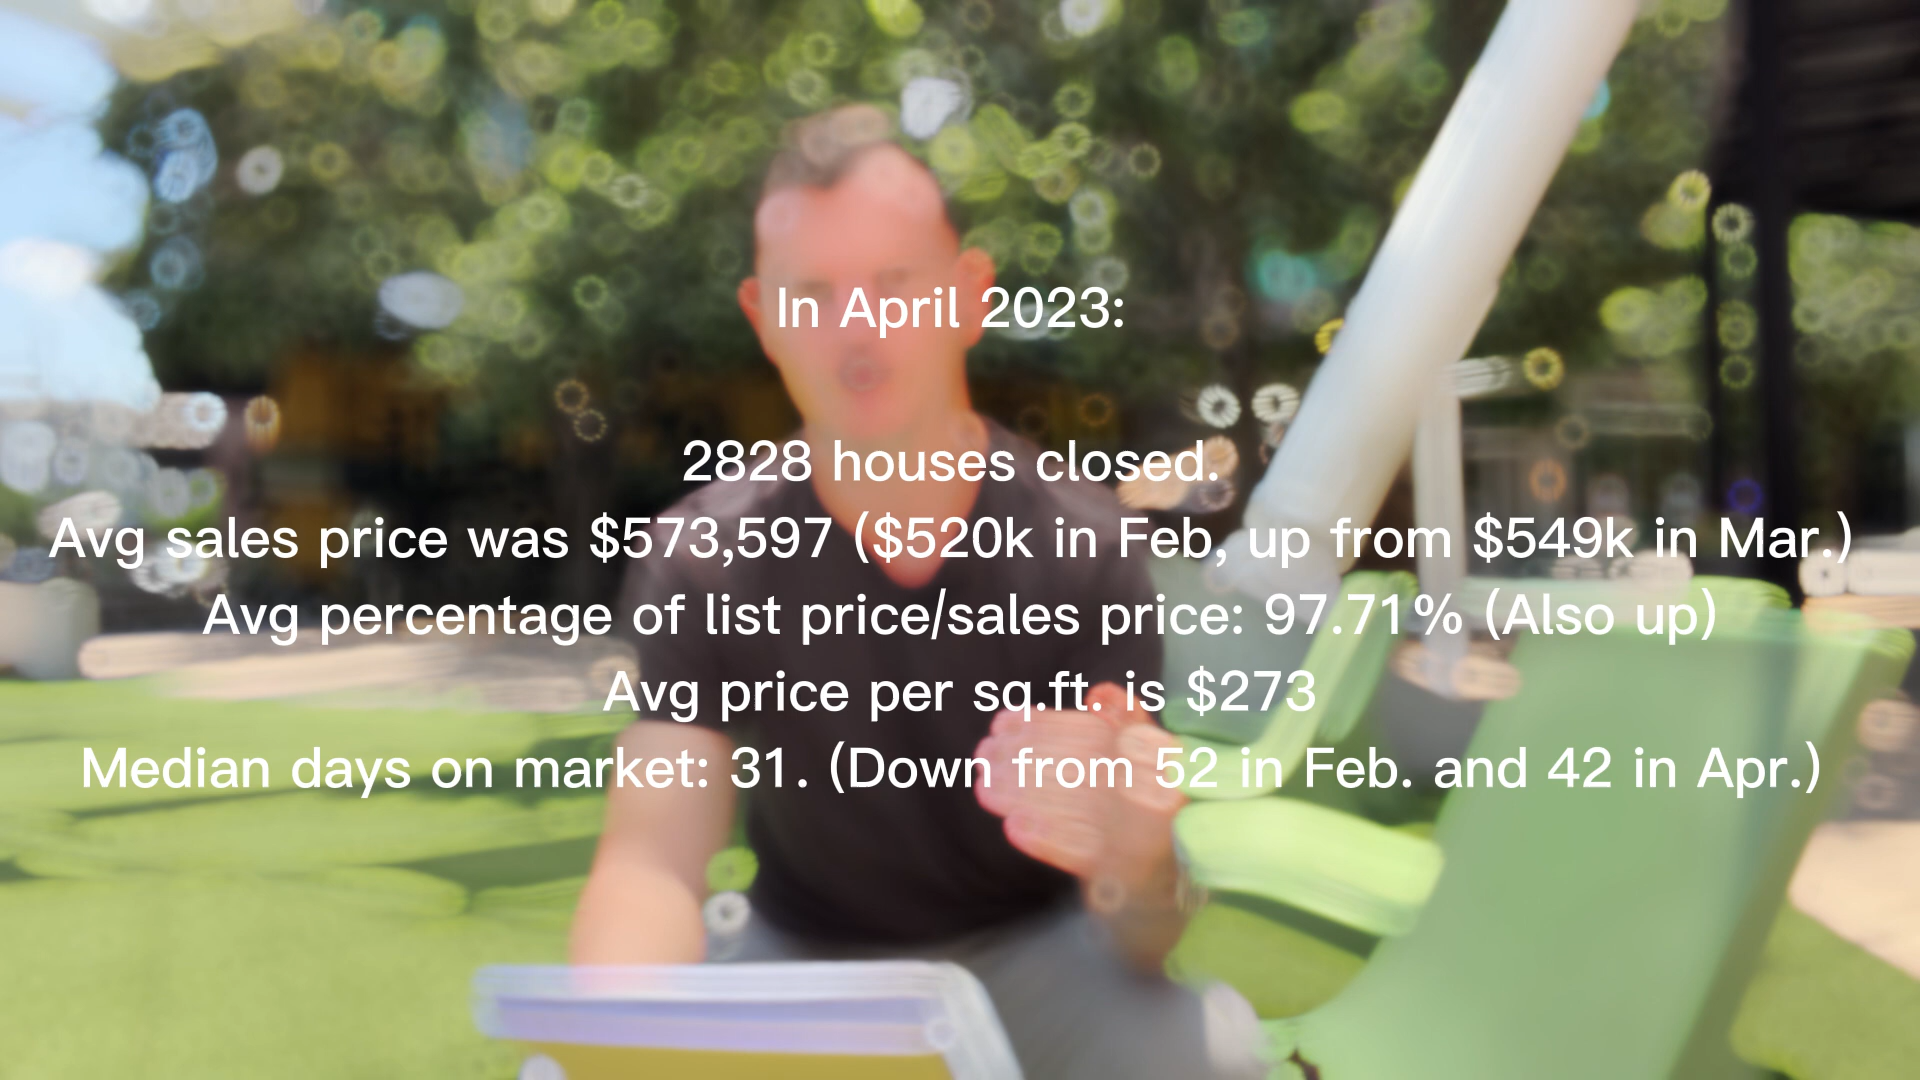 In April 2023:
2828 houses closed.
Avg sales price was $573,597 ($520k in Feb, up from $549k in Mar.)
Avg percentage of list price/sales price: 97.71% (Also up)
Avg price per sq.ft. is $273
Median days on market: 31. (Down from 52 in Feb. and 42 in Apr.)